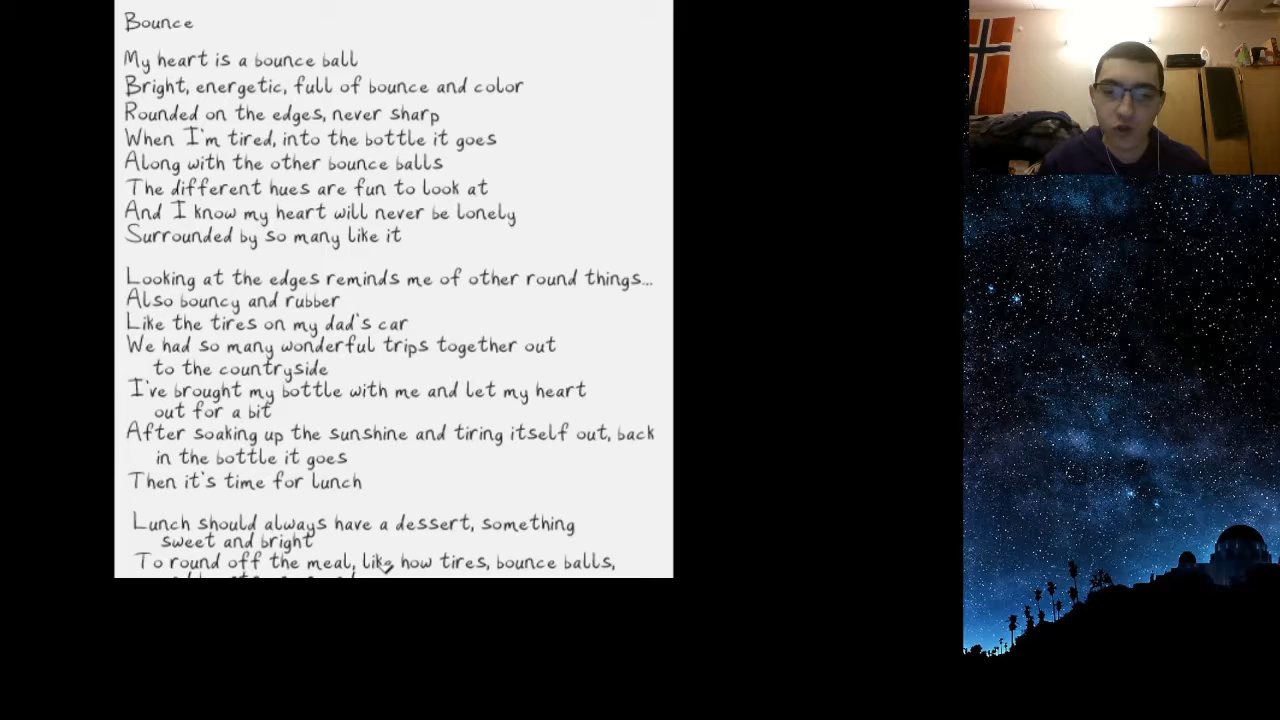 Bounce
My heart is a bounce ball
Bright, energetic, full of bounce and color
Rounded on the edges, never sharp
When I'm tired, into the bottle it goes
Along with the other bounce balls
The different hues are fun to look at
And I know my heart will never be lonely
Surrounded by so many like it
Looking at the edges reminds me of other round things...
Also bouncy and rubber
Like the tires on my dad's car
We had so many wonderful trips together out
to the countryside
I've brought my bottle with me and let my heart
out for a bit
After soaking up the sunshine and tiring itself out, back
in the bottle it goes
Then it's time for lunch
Lunch should always have a dessert, something
sweet and bright
To round off the meal, like how tires, bounce balls,